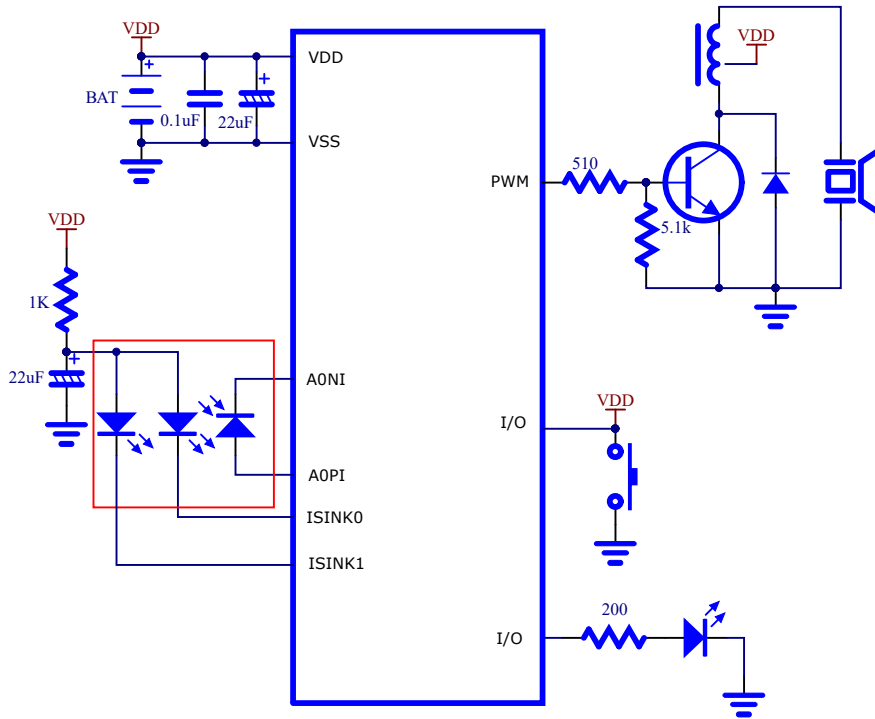 VDD
+
BAT
0.1uF
+
22uF
VDD
VSS
VDD
1K
+
22uF
A0NI
A0PI
ISINK0
ISINK1
PWM
510
5.1k
VDD
I/O
VDD
I/O
200